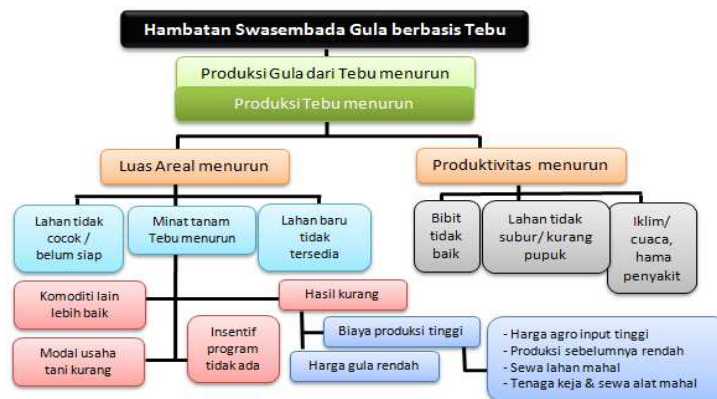 Hambatan Swasembada Gula berbasis Tebu
Produksi Gula dari Tebu menurun
Produksi Tebu menurun
Luas Areal menurun
Produktivitas menurun
Lahan tidak
cocok /
belum siap
Minat tanam
Tebu menurun
Lahan baru
tidak
tersedia
Bibit
tidak
baik
Lahan tidak
subur/ kurang
pupuk
Iklim/
cuaca,
hama
penyakit
Komoditi lain
lebih baik
Hasil kurang
Modal usaha
tani kurang
Insentif
program
tidak ada
Biaya produksi tinggi
Harga gula rendah
- Harga agro input tinggi
- Produksi sebelumnya rendah
- Sewa lahan mahal
- Tenaga keja & sewa alat mahal